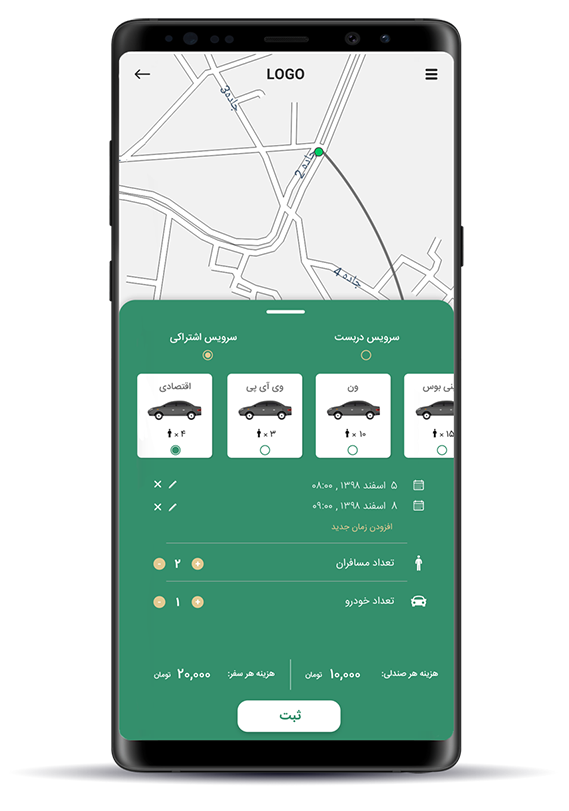 LOGO
جاده 3
جاده 2
جاده 4
سرویس دربست
سرویس اشتراکی
ینی بوس
ون
وی آی پی
اقتصادی
۱۵ ×
۱۰ ×
۳ ×
۴ ×
۵ اسفند ۱۳۹۸ , ۰۸:۰۰
۸ اسفند ۱۳۹۸ , ۰۹:۰۰
افزودن زمان جدید
تعداد مسافران
+ ۲ -
تعداد خودرو
+ ۱ -
هزینه هر صندلی: ۱۰,۰۰۰ تومان
هزینه هر سفر: ۲۰,۰۰۰ تومان
ثبت